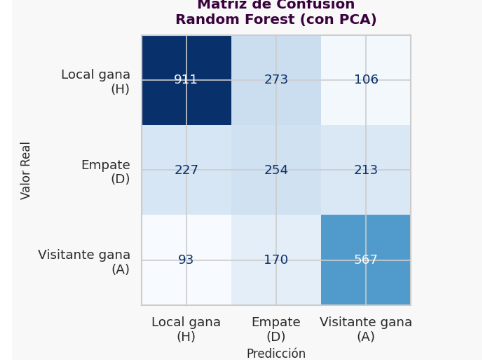 Matriz de Confusión
Random Forest (con PCA)
Valor Real
Local gana
(H)
911 273 106
Empate
(D)
227 254 213
Visitante gana
(A)
93 170 567
Local gana Empate Visitante gana
(H) (D) (A)
Predicción